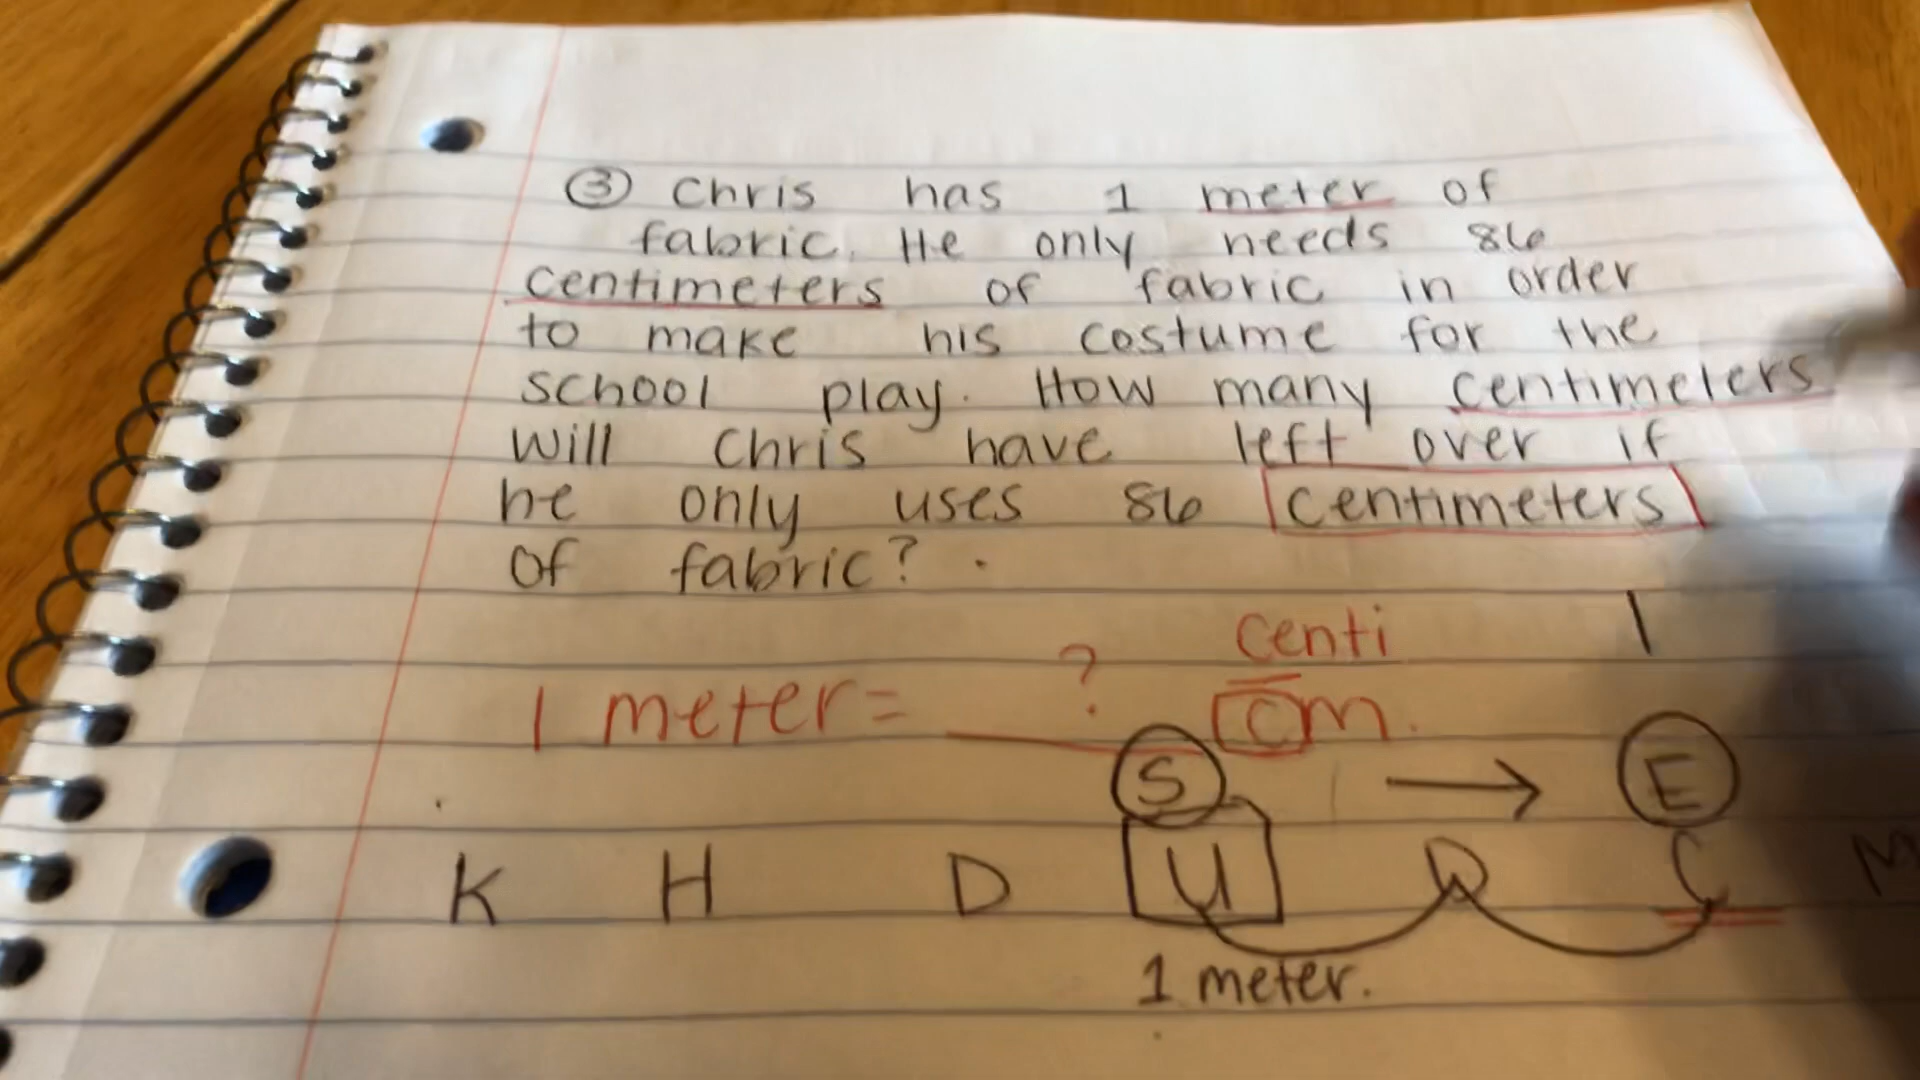 ③ Chris has 1 meter of
fabric. He only needs 86
centimeters of fabric in order
to make his costume for the
school play. How many centimeters
will Chris have left over if
he only uses 86 centimeters
of fabric?
centi
1
1 meter = ? cm.
S → E
K H D U D C M
1 meter.